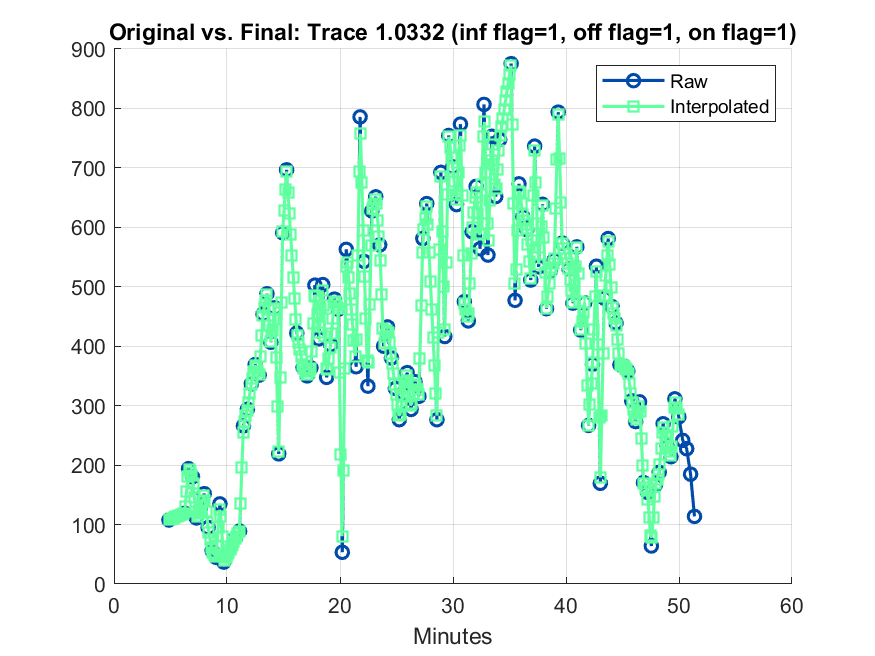 Original vs. Final: Trace 1.0332 (inf flag=1, off flag=1, on flag=1)
900
800
700
600
500
400
300
200
100
0
Raw
Interpolated
0 10 20 30 40 50 60
Minutes